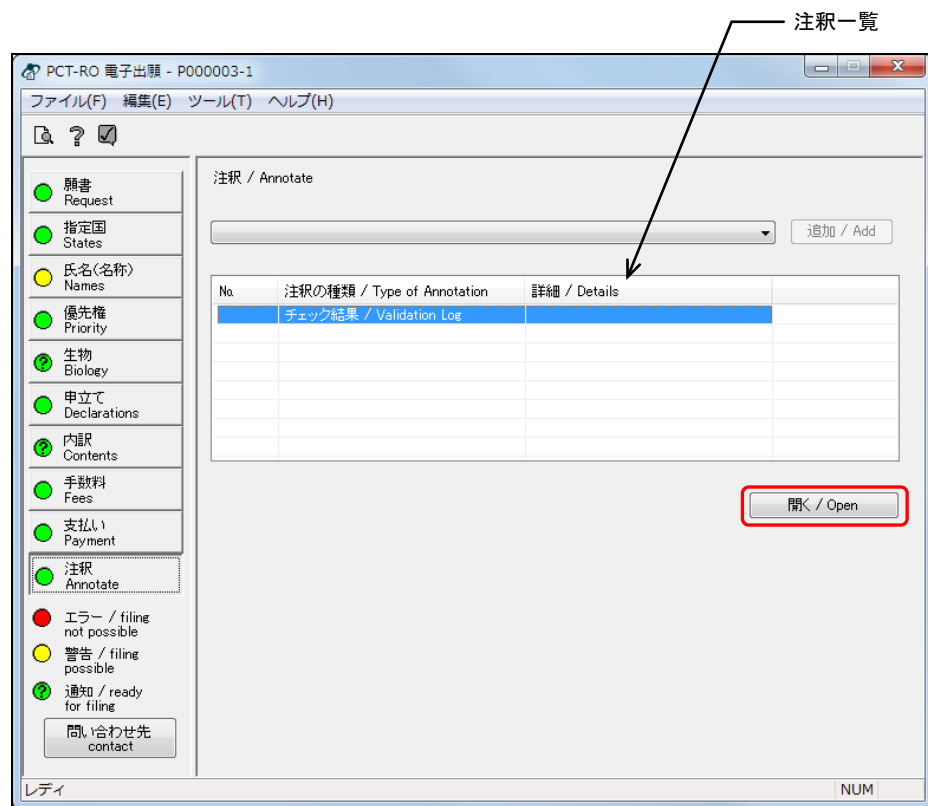 注釈一覧
PCT-RO 電子出願 - P000003-1
ファイル(F) 編集(E) ツール(T) ヘルプ(H)
願書
Request
指定国
States
氏名(名称)
Names
優先権
Priority
生物
Biology
申立て
Declarations
内訳
Contents
手数料
Fees
支払い
Payment
注釈
Annotate
エラー / filing
not possible
警告 / filing
possible
通知 / ready
for filing
問い合わせ先
contact
注釈 / Annotate
追加 / Add
No. 注釈の種類 / Type of Annotation 詳細 / Details
チェック結果 / Validation Log
開く / Open
レディ NUM